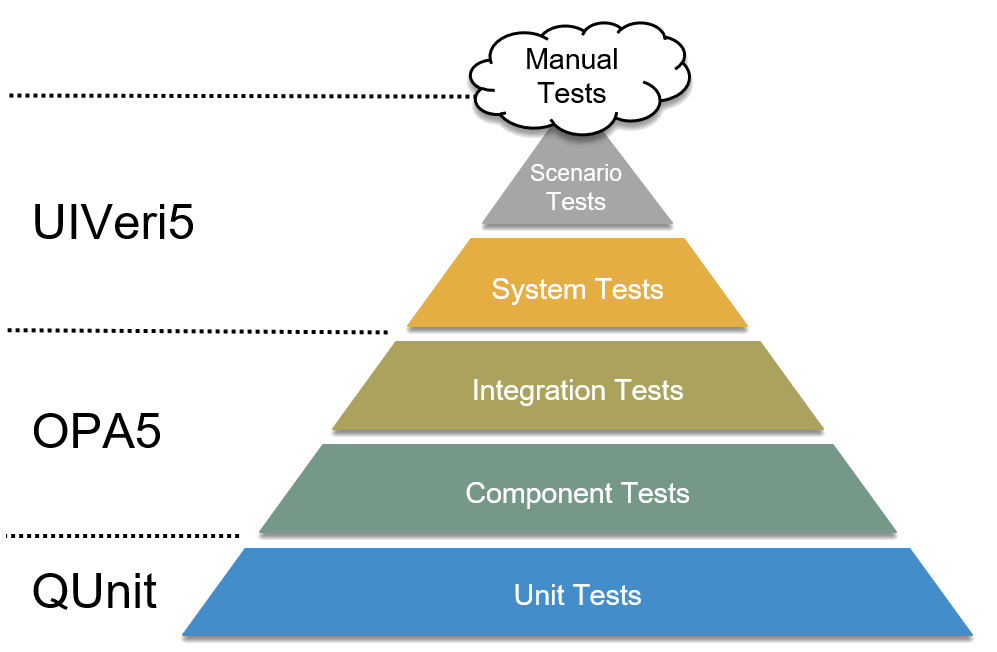 Manual
Tests
Scenario
Tests
UIVeri5
System Tests
Integration Tests
OPA5
Component Tests
QUnit
Unit Tests